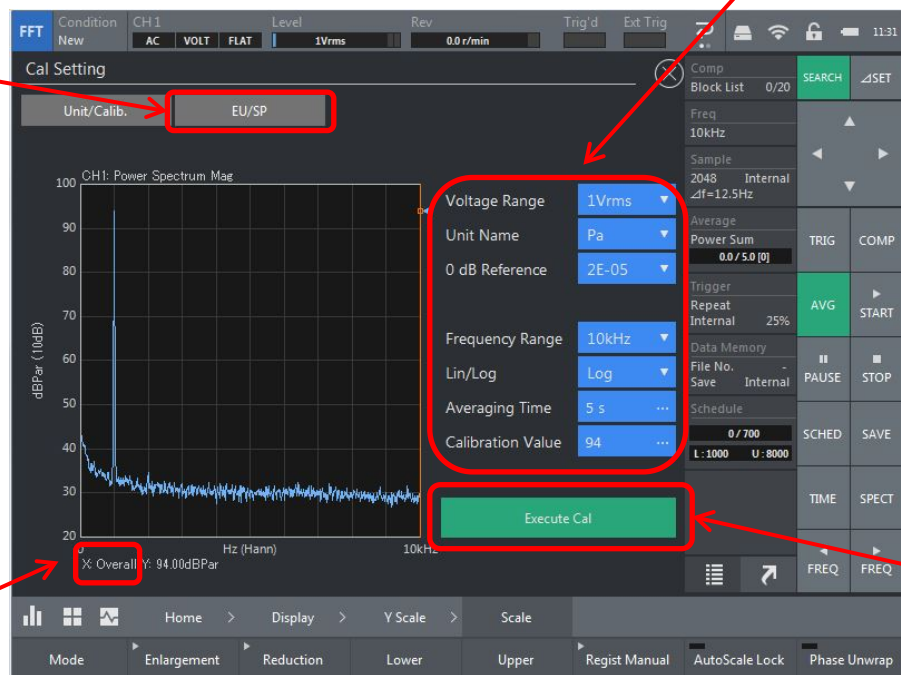 FFT
Condition
New
CH1
AC VOLT FLAT
Level
1Vrms
Rev
0.0 r/min
Trig'd
Ext Trig
11:31
Cal Setting
Unit/Calib.
EU/SP
CH1: Power Spectrum Mag
100
90
80
70
60
50
40
30
20
dBPar (10dB)
0
Hz (Hann)
10kHz
X: Overall Y: 94.00dBPar
Voltage Range 1Vrms
Unit Name Pa
0 dB Reference 2E-05
Frequency Range 10kHz
Lin/Log Log
Averaging Time 5 s ...
Calibration Value 94 ...
Execute Cal
Comp
Block List 0/20
Freq
10kHz
Sample
2048 Internal
⊿f=12.5Hz
Average
Power Sum
0.0 / 5.0 [0]
Trigger
Repeat
Internal 25%
Data Memory
File No. -
Save Internal
Schedule
0 / 700
L : 1000 U : 8000
SEARCH ⊿SET
TRIG COMP
AVG START
PAUSE STOP
SCHED SAVE
TIME SPECT
FREQ FREQ
Home > Display > Y Scale > Scale
Mode Enlargement Reduction Lower Upper Regist Manual AutoScale Lock Phase Unwrap